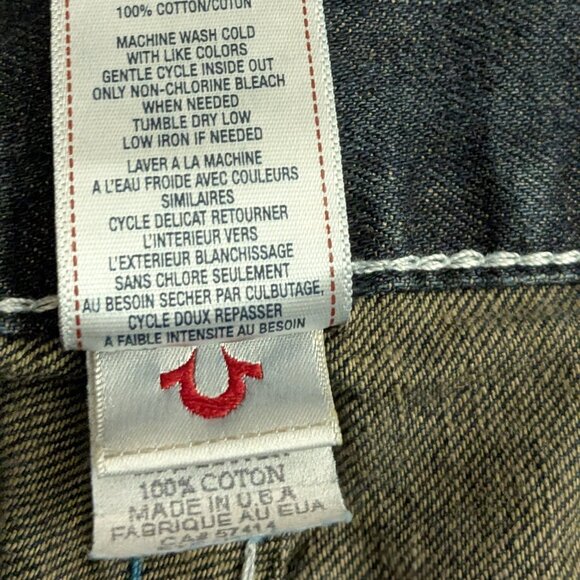 100% COTTON/COTON
MACHINE WASH COLD
WITH LIKE COLORS
GENTLE CYCLE INSIDE OUT
ONLY NON-CHLORINE BLEACH
WHEN NEEDED
TUMBLE DRY LOW
LOW IRON IF NEEDED
LAVER A LA MACHINE
A L'EAU FROIDE AVEC COULEURS
SIMILAIRES
CYCLE DELICAT RETOURNER
L'INTERIEUR VERS
L'EXTERIEUR BLANCHISSAGE
SANS CHLORE SEULEMENT
AU BESOIN SECHER PAR CULBUTAGE,
CYCLE DOUX REPASSER
A FAIBLE INTENSITE AU BESOIN
100% COTON
MADE IN U.S.A
FABRIQUE AU EUA
CA# 57414